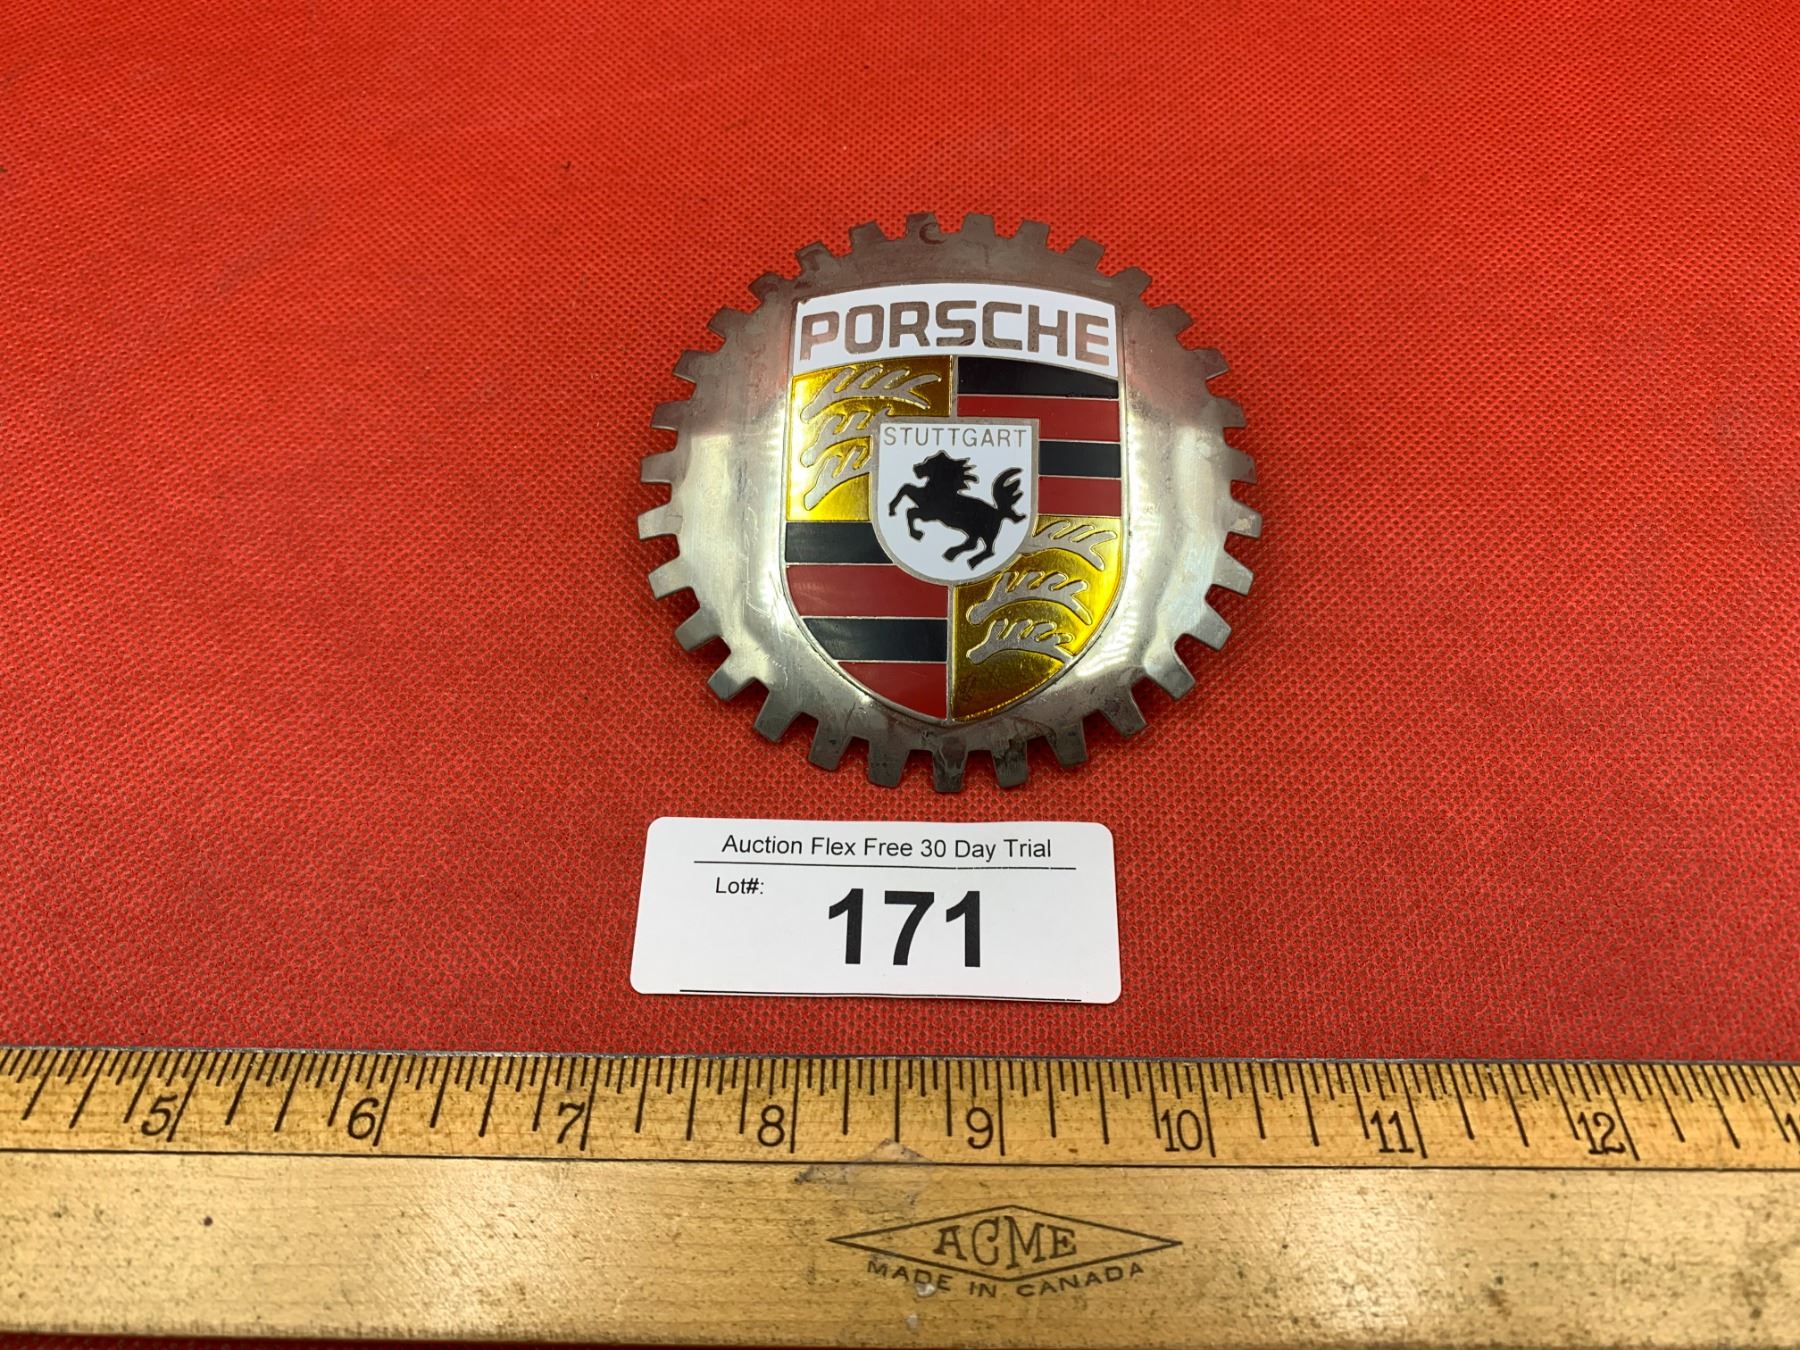 PORSCHE
STUTTGART
Auction Flex Free 30 Day Trial
Lot#:
171
5 6 7 8 9 10 11 12
ACME
MADE IN CANADA